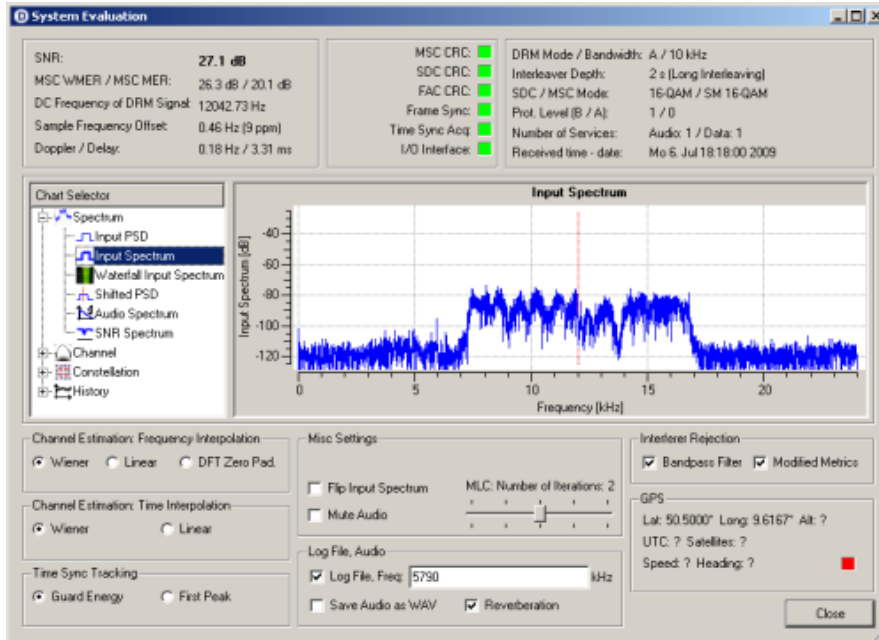 System Evaluation
SNR: 27.1 dB
MSC WMER / MSC MER: 26.3 dB / 20.1 dB
DC Frequency of DRM Signal: 12042.73 Hz
Sample Frequency Offset: 0.46 Hz (9 ppm)
Doppler / Delay: 0.18 Hz / 3.31 ms
MSC CRC:
SDC CRC:
FAC CRC:
Frame Sync:
Time Sync Acq:
I/O Interface:
DRM Mode / Bandwidth: A / 10 kHz
Interleaver Depth: 2 s (Long Interleaving)
SDC / MSC Mode: 16-QAM / SM 16-QAM
Prot. Level (B / A): 1 / 0
Number of Services: Audio: 1 / Data: 1
Received time - date: Mo 6. Jul 18:18:00 2009
Chart Selector
Spectrum
Input PSD
Input Spectrum
Waterfall Input Spectrum
Shifted PSD
Audio Spectrum
SNR Spectrum
Channel
Constellation
History
Input Spectrum
Input Spectrum [dB]
-40
-60
-80
-100
-120
0 5 10 15 20
Frequency [kHz]
Channel Estimation: Frequency Interpolation
Wiener Linear DFT Zero Pad.
Channel Estimation: Time Interpolation
Wiener Linear
Time Sync Tracking
Guard Energy First Peak
Misc Settings
Flip Input Spectrum
Mute Audio
MLC: Number of Iterations: 2
Log File, Audio
Log File, Freq: 5790 kHz
Save Audio as WAV Reverberation
Interferer Rejection
Bandpass Filter Modified Metrics
GPS
Lat: 50.5000° Long: 9.6167° Alt: ?
UTC: ? Satellites: ?
Speed: ? Heading: ?
Close